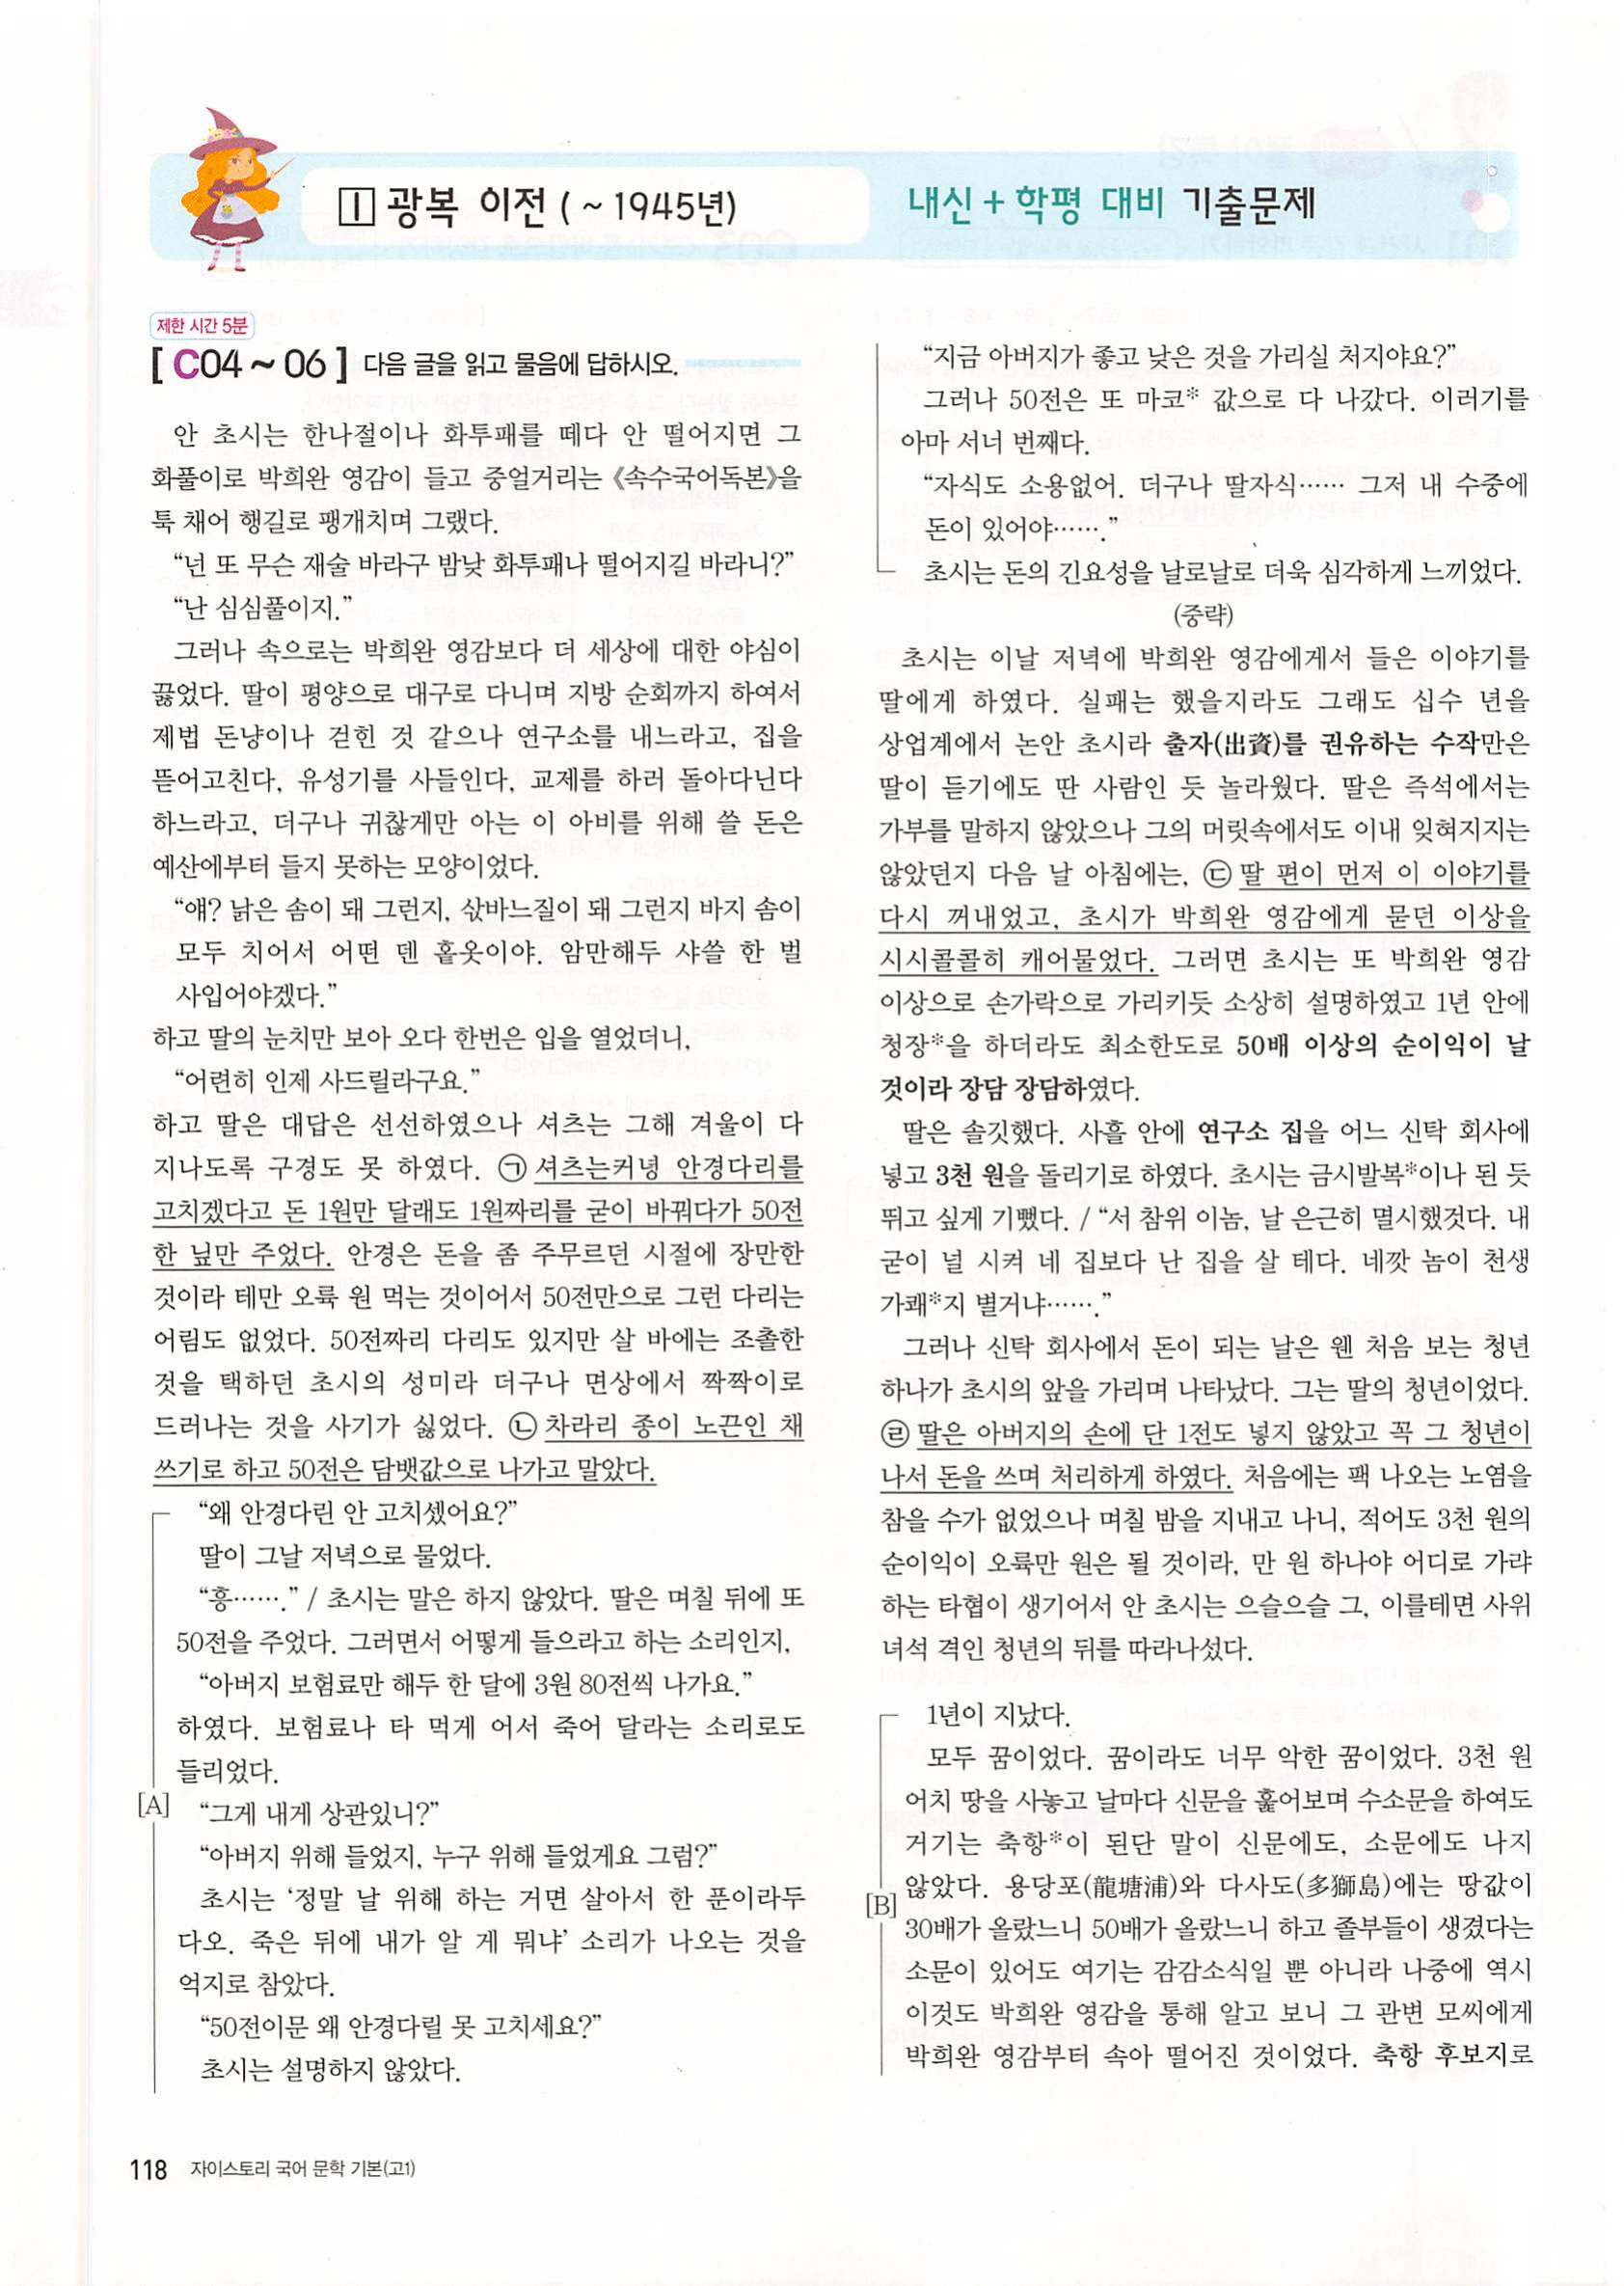 Ⅰ 광복 이전 ( ~ 1945년)
내신 + 학평 대비 기출문제
제한 시간 5분
[ C04 ~ 06 ] 다음 글을 읽고 물음에 답하시오.
안 초시는 한나절이나 화투패를 떼다 안 떨어지면 그
화풀이로 박희완 영감이 들고 중얼거리는 《속수국어독본》을
툭 채어 행길로 팽개치며 그랬다.
“넌 또 무슨 재술 바라구 밤낮 화투패나 떨어지길 바라니?”
“난 심심풀이지.”
그러나 속으로는 박희완 영감보다 더 세상에 대한 야심이
끓었다. 딸이 평양으로 대구로 다니며 지방 순회까지 하여서
제법 돈냥이나 걷힌 것 같으나 연구소를 내느라고, 집을
뜯어고친다, 유성기를 사들인다, 교제를 하러 돌아다닌다
하느라고, 더구나 귀찮게만 아는 이 아비를 위해 쓸 돈은
예산에부터 들지 못하는 모양이었다.
“얘? 낡은 솜이 돼 그런지, 삯바느질이 돼 그런지 바지 솜이
모두 치어서 어떤 덴 홑옷이야. 암만해두 샤쓸 한 벌
사입어야겠다.”
하고 딸의 눈치만 보아 오다 한번은 입을 열었더니,
“어련히 인제 사드릴라구요.”
하고 딸은 대답은 선선하였으나 셔츠는 그해 겨울이 다
지나도록 구경도 못 하였다. ㉠ 셔츠는커녕 안경다리를
고치겠다고 돈 1원만 달래도 1원짜리를 굳이 바꿔다가 50전
한 닢만 주었다. 안경은 돈을 좀 주무르던 시절에 장만한
것이라 테만 오륙 원 먹는 것이어서 50전만으로 그런 다리는
어림도 없었다. 50전짜리 다리도 있지만 살 바에는 조촐한
것을 택하던 초시의 성미라 더구나 면상에서 짝짝이로
드러나는 것을 사기가 싫었다. ㉡ 차라리 종이 노끈인 채
쓰기로 하고 50전은 담뱃값으로 나가고 말았다.
“왜 안경다린 안 고치셌어요?”
딸이 그날 저녁으로 물었다.
“흥…….” / 초시는 말은 하지 않았다. 딸은 며칠 뒤에 또
50전을 주었다. 그러면서 어떻게 들으라고 하는 소리인지,
“아버지 보험료만 해두 한 달에 3원 80전씩 나가요.”
하였다. 보험료나 타 먹게 어서 죽어 달라는 소리로도
들리었다.
[A] “그게 내게 상관있니?”
“아버지 위해 들었지, 누구 위해 들었게요 그럼?”
초시는 ‘정말 날 위해 하는 거면 살아서 한 푼이라두
다오. 죽은 뒤에 내가 알 게 뭐냐’ 소리가 나오는 것을
억지로 참았다.
“50전이문 왜 안경다릴 못 고치세요?”
초시는 설명하지 않았다.
“지금 아버지가 좋고 낮은 것을 가리실 처지야요?”
그러나 50전은 또 마코* 값으로 다 나갔다. 이러기를
아마 서너 번째다.
“자식도 소용없어. 더구나 딸자식…… 그저 내 수중에
돈이 있어야…….”
초시는 돈의 긴요성을 날로날로 더욱 심각하게 느끼었다.
(중략)
초시는 이날 저녁에 박희완 영감에게서 들은 이야기를
딸에게 하였다. 실패는 했을지라도 그래도 십수 년을
상업계에서 논안 초시라 출자(出資)를 권유하는 수작만은
딸이 듣기에도 딴 사람인 듯 놀라웠다. 딸은 즉석에서는
가부를 말하지 않았으나 그의 머릿속에서도 이내 잊혀지지는
않았던지 다음 날 아침에는, ㉢ 딸 편이 먼저 이 이야기를
다시 꺼내었고, 초시가 박희완 영감에게 묻던 이상을
시시콜콜히 캐어물었다. 그러면 초시는 또 박희완 영감
이상으로 손가락으로 가리키듯 소상히 설명하였고 1년 안에
청장*을 하더라도 최소한도로 50배 이상의 순이익이 날
것이라 장담 장담하였다.
딸은 솔깃했다. 사흘 안에 연구소 집을 어느 신탁 회사에
넣고 3천 원을 돌리기로 하였다. 초시는 금시발복*이나 된 듯
뛰고 싶게 기뻤다. / “서 참위 이놈, 날 은근히 멸시했것다. 내
굳이 널 시켜 네 집보다 난 집을 살 테다. 네깟 놈이 천생
가쾌*지 별거냐…….”
그러나 신탁 회사에서 돈이 되는 날은 웬 처음 보는 청년
하나가 초시의 앞을 가리며 나타났다. 그는 딸의 청년이었다.
㉣ 딸은 아버지의 손에 단 1전도 넣지 않았고 꼭 그 청년이
나서 돈을 쓰며 처리하게 하였다. 처음에는 팩 나오는 노염을
참을 수가 없었으나 며칠 밤을 지내고 나니, 적어도 3천 원의
순이익이 오륙만 원은 될 것이라, 만 원 하나야 어디로 가랴
하는 타협이 생기어서 안 초시는 으슬으슬 그, 이를테면 사위
녀석 격인 청년의 뒤를 따라나섰다.
1년이 지났다.
모두 꿈이었다. 꿈이라도 너무 악한 꿈이었다. 3천 원
어치 땅을 사놓고 날마다 신문을 훑어보며 수소문을 하여도
거기는 축항*이 된단 말이 신문에도, 소문에도 나지
[B] 않았다. 용당포(龍塘浦)와 다사도(多獅島)에는 땅값이
30배가 올랐느니 50배가 올랐느니 하고 졸부들이 생겼다는
소문이 있어도 여기는 감감소식일 뿐 아니라 나중에 역시
이것도 박희완 영감을 통해 알고 보니 그 관변 모씨에게
박희완 영감부터 속아 떨어진 것이었다. 축항 후보지로
118 자이스토리 국어 문학 기본(고1)